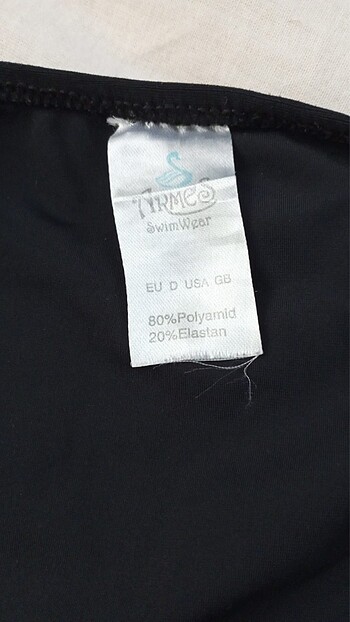 ARMES
SwimWear
EU D USA GB
80%Polyamid
20%Elastan